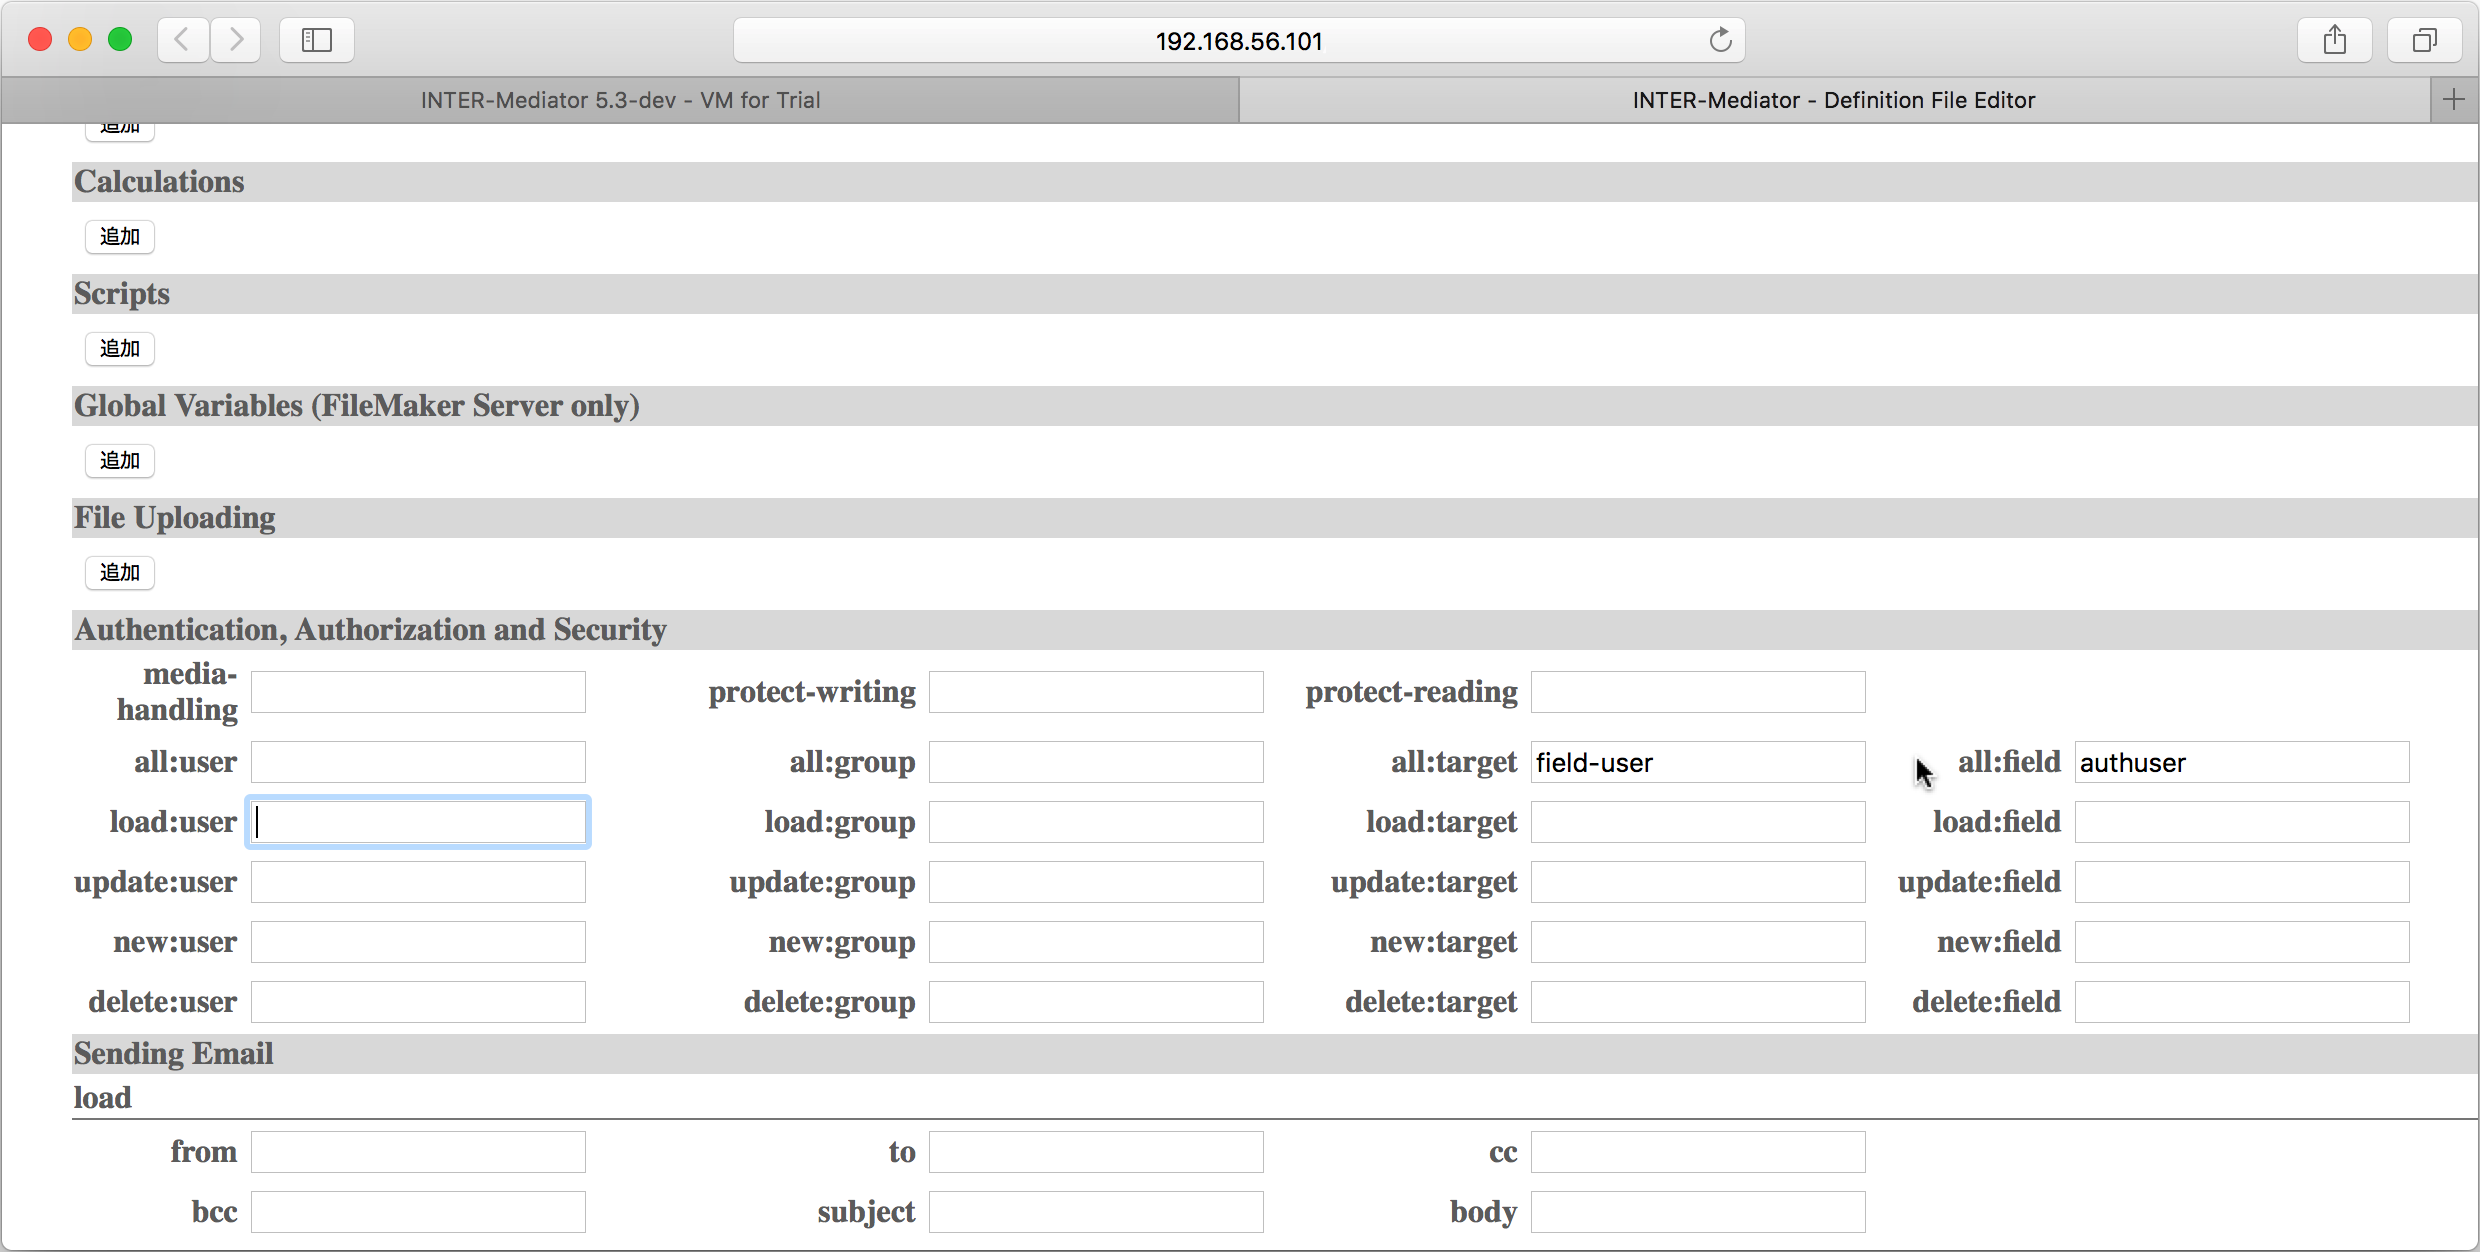 192.168.56.101
INTER-Mediator 5.3-dev - VM for Trial
INTER-Mediator - Definition File Editor
追加
Calculations
追加
Scripts
追加
Global Variables (FileMaker Server only)
追加
File Uploading
追加
Authentication, Authorization and Security
media-
handling
protect-writing
protect-reading
all:user
all:group
all:target field-user
all:field authuser
load:user
load:group
load:target
load:field
update:user
update:group
update:target
update:field
new:user
new:group
new:target
new:field
delete:user
delete:group
delete:target
delete:field
Sending Email
load
from
to
cc
bcc
subject
body